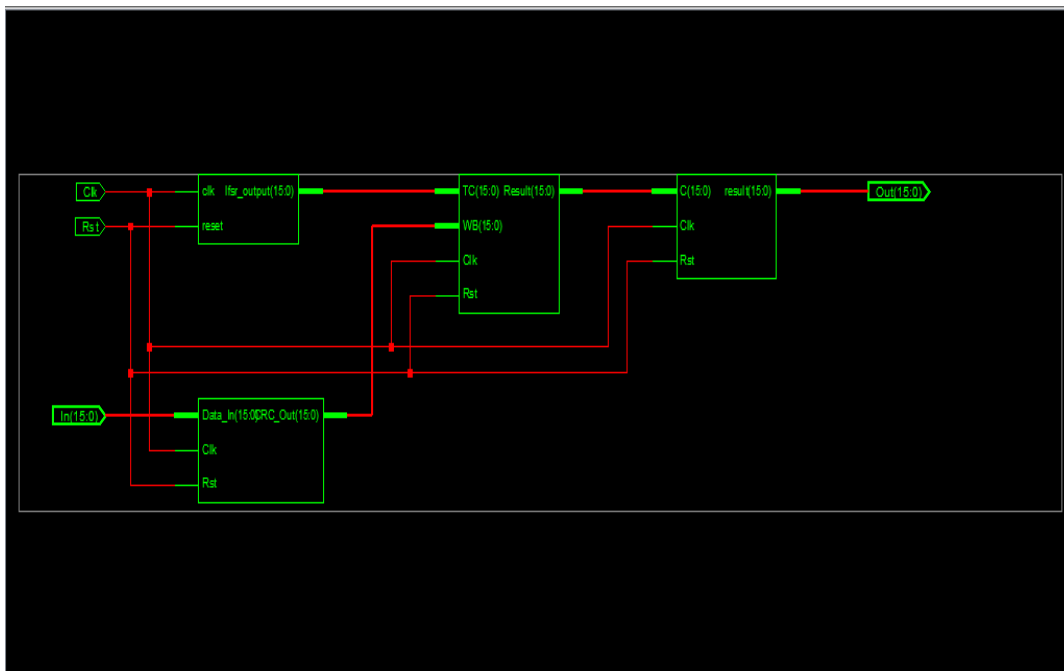 Clk
Rst
clk lfsr_output(15:0)
reset
TC(15:0) Result(15:0)
WB(15:0)
Clk
Rst
C(15:0) result(15:0)
Clk
Rst
Out(15:0)
In(15:0)
Data_In(15:0) CRC_Out(15:0)
Clk
Rst